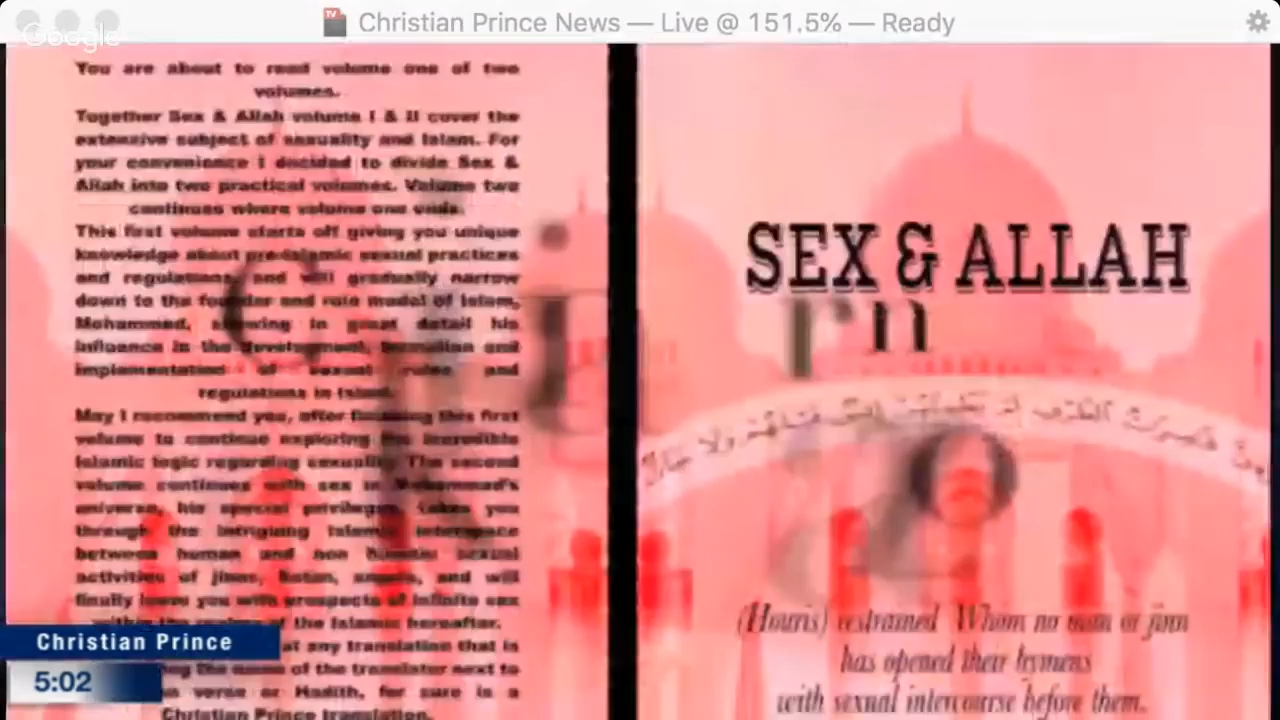 Christian Prince News — Live @ 151.5% — Ready
Google
You are about to read volume one of two
volumes.
Together Sex & Allah volume I & II cover the
extensive subject of sexuality and Islam. For
your convenience I decided to divide Sex &
Allah into two practical volumes. Volume two
continues where volume one ends.
This first volume starts off giving you unique
knowledge about pre-Islamic sexual practices
and regulations, and will gradually narrow
down to the founder and role model of Islam,
Mohammed, showing in great detail his
influence in the development, formation and
implementation of sexual rules and
regulations in Islam.
May I recommend you, after finishing this first
volume to continue exploring the incredible
Islamic logic regarding sexuality. The second
volume continues with sex in Mohammed's
universe, his special privileges, takes you
through the intriguing Islamic interspace
between human and non human sexual
activities of jinns, Satan, angels, and will
finally leave you with prospects of infinite sex
of the Islamic hereafter.
at any translation that is
the name of the translator next to
verse or Hadith, for sure is a
Christian Prince translation.
SEX & ALLAH
(Houris) restrained Whom no man or jinn
has opened their hymens
with sexual intercourse before them.
Christian Prince
5:02